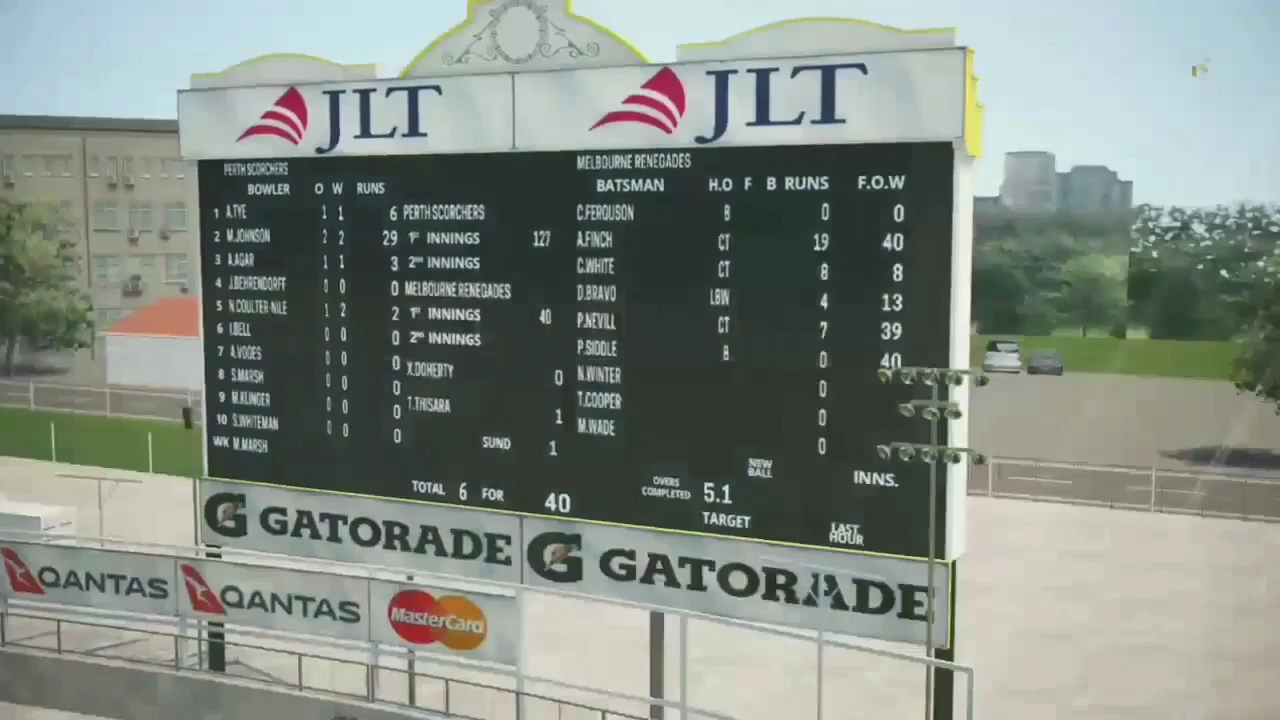 JLT JLT
PERTH SCORCHERS
BOWLER O W RUNS
1 A.TYE 1 1 6
2 M.JOHNSON 2 2 29
3 A.AGAR 1 1 3
4 J.BEHRENDORFF 0 0 0
5 N.COULTER-NILE 1 2 2
6 I.BELL 0 0 0
7 A.VOGES 0 0 0
8 S.MARSH 0 0 0
9 M.KLINGER 0 0 0
10 S.WHITEMAN 0 0 0
WK M.MARSH
PERTH SCORCHERS
1ST INNINGS 127
2ND INNINGS
MELBOURNE RENEGADES
1ST INNINGS 40
2ND INNINGS
X.DOHERTY 0
T.THISARA 1
SUND 1
TOTAL 6 FOR 40
MELBOURNE RENEGADES
BATSMAN H.O F B RUNS F.O.W
C.FERGUSON B 0 0
A.FINCH CT 19 40
C.WHITE CT 8 8
D.BRAVO LBW 4 13
P.NEVILL CT 7 39
P.SIDDLE B 0 40
N.WINTER 0
T.COOPER 0
M.WADE 0
NEW
BALL
INNS.
OVERS
COMPLETED 5.1
TARGET
LAST
HOUR
G GATORADE G GATORADE
QANTAS QANTAS MasterCard